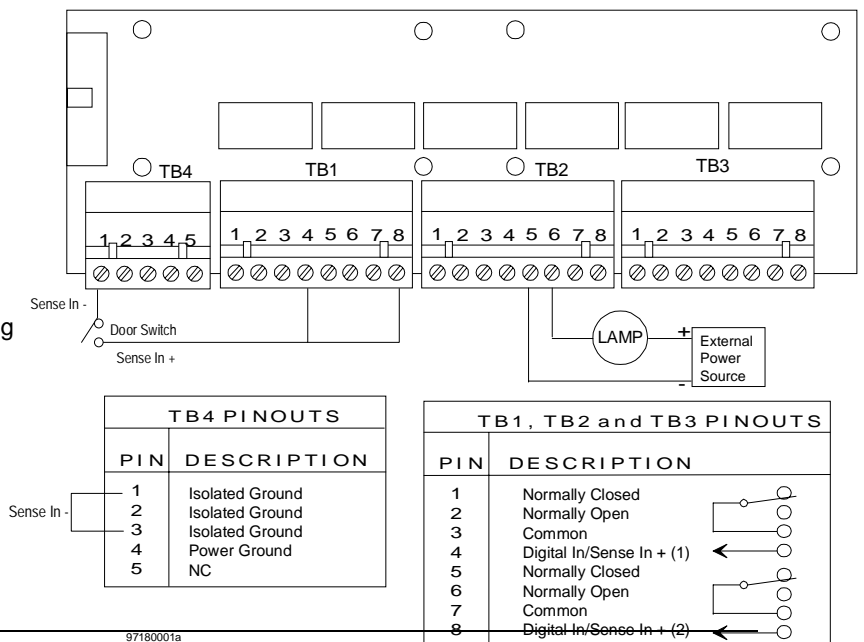 TB4
TB1
TB2
TB3
1 2 3 4 5
1 2 3 4 5 6 7 8
1 2 3 4 5 6 7 8
1 2 3 4 5 6 7 8
Sense In -
g
Door Switch
Sense In +
LAMP
+
-
External
Power
Source
TB4 PINOUTS
PIN DESCRIPTION
Sense In -
1 Isolated Ground
2 Isolated Ground
3 Isolated Ground
4 Power Ground
5 NC
TB1, TB2 and TB3 PINOUTS
PIN DESCRIPTION
1 Normally Closed
2 Normally Open
3 Common
4 Digital In/Sense In + (1)
5 Normally Closed
6 Normally Open
7 Common
8 Digital In/Sense In + (2)
97180001a